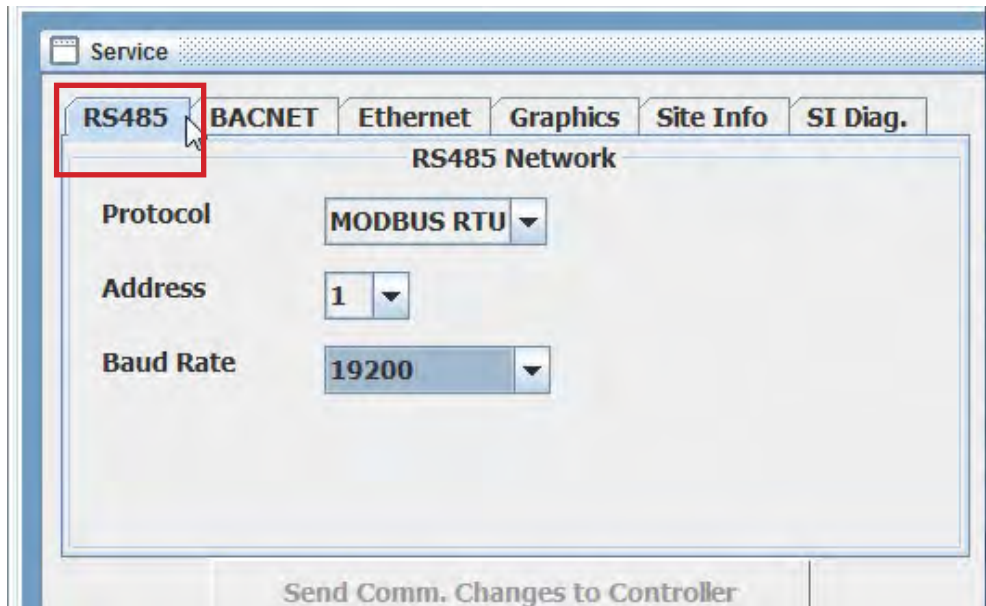 Service
RS485 BACNET Ethernet Graphics Site Info SI Diag.
RS485 Network
Protocol MODBUS RTU
Address 1
Baud Rate 19200
Send Comm. Changes to Controller